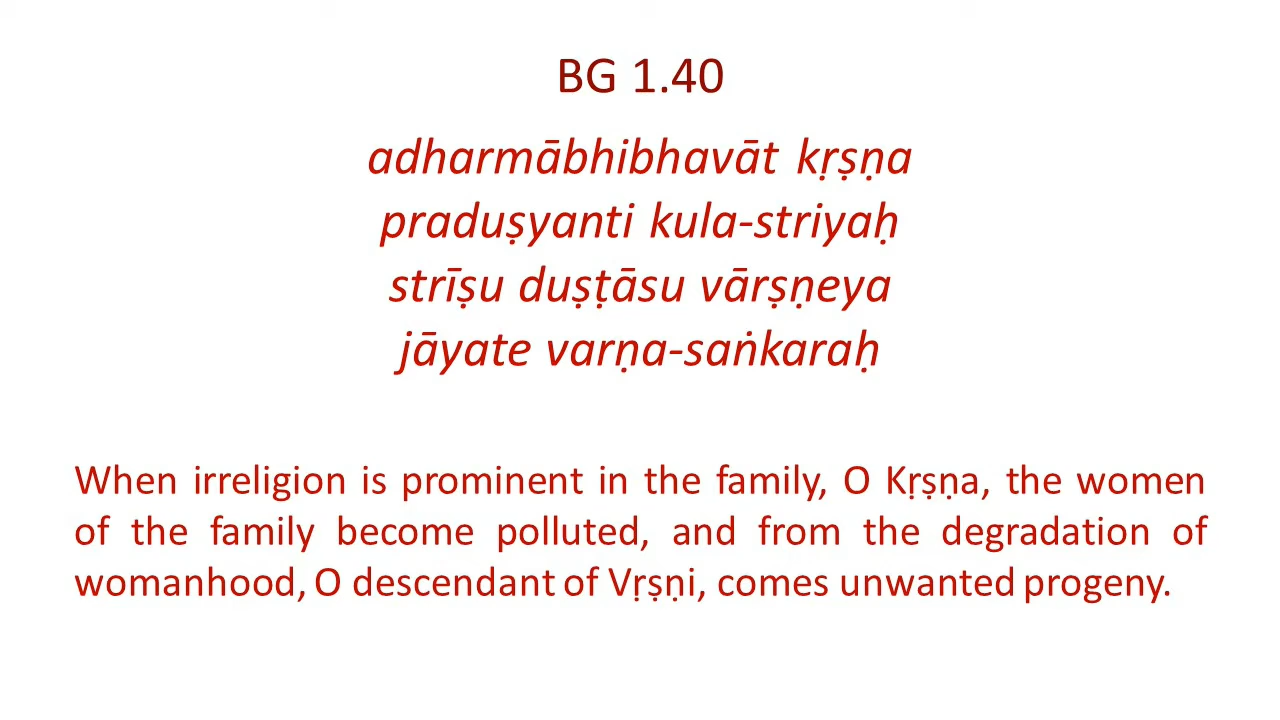 BG 1.40
adharmābhibhavāt kṛṣṇa
praduṣyanti kula-striyaḥ
strīṣu duṣṭāsu vārṣṇeya
jāyate varṇa-saṅkaraḥ
When irreligion is prominent in the family, O Kṛṣṇa, the women
of the family become polluted, and from the degradation of
womanhood, O descendant of Vṛṣṇi, comes unwanted progeny.